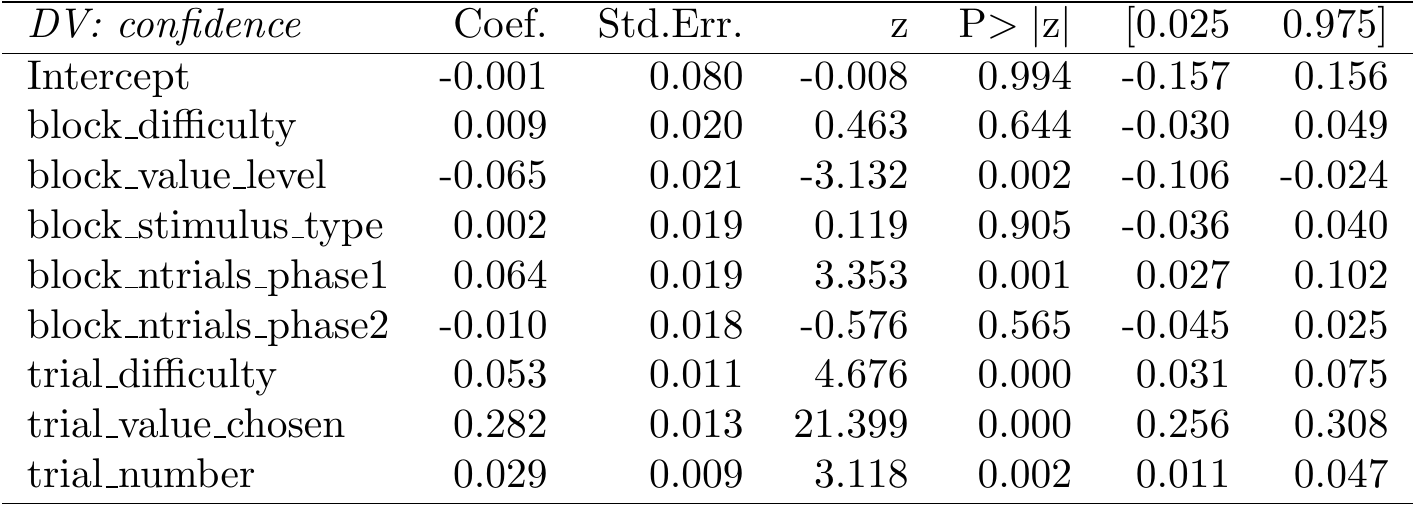 DV: confidence Coef. Std.Err. z P> |z| [0.025 0.975]
Intercept -0.001 0.080 -0.008 0.994 -0.157 0.156
block_difficulty 0.009 0.020 0.463 0.644 -0.030 0.049
block_value_level -0.065 0.021 -3.132 0.002 -0.106 -0.024
block_stimulus_type 0.002 0.019 0.119 0.905 -0.036 0.040
block_ntrials_phase1 0.064 0.019 3.353 0.001 0.027 0.102
block_ntrials_phase2 -0.010 0.018 -0.576 0.565 -0.045 0.025
trial_difficulty 0.053 0.011 4.676 0.000 0.031 0.075
trial_value_chosen 0.282 0.013 21.399 0.000 0.256 0.308
trial_number 0.029 0.009 3.118 0.002 0.011 0.047